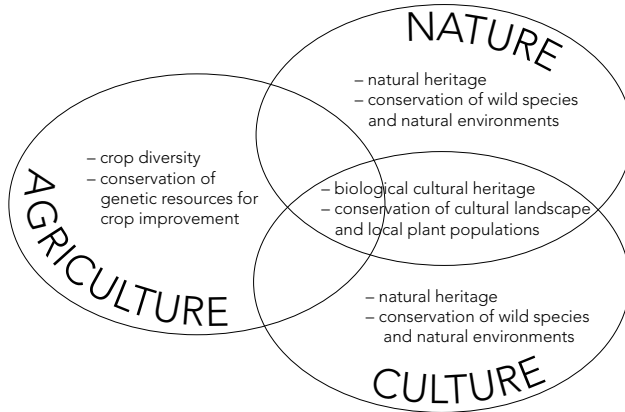 NATURE
– natural heritage
– conservation of wild species
and natural environments
AGRICULTURE
– crop diversity
– conservation of
genetic resources for
crop improvement
– biological cultural heritage
– conservation of cultural landscape
and local plant populations
– natural heritage
– conservation of wild species
and natural environments
CULTURE